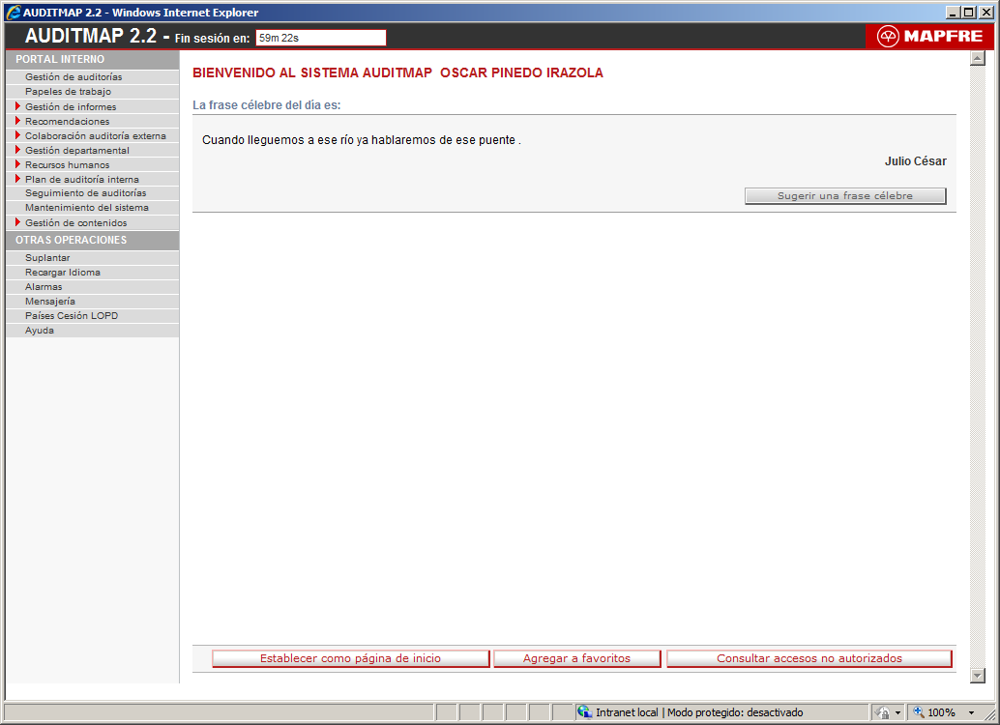 AUDITMAP 2.2 - Windows Internet Explorer
AUDITMAP 2.2 - Fin sesión en: 59m 22s
MAPFRE
PORTAL INTERNO
Gestión de auditorías
Papeles de trabajo
Gestión de informes
Recomendaciones
Colaboración auditoría externa
Gestión departamental
Recursos humanos
Plan de auditoría interna
Seguimiento de auditorías
Mantenimiento del sistema
Gestión de contenidos
OTRAS OPERACIONES
Suplantar
Recargar Idioma
Alarmas
Mensajería
Países Cesión LOPD
Ayuda
BIENVENIDO AL SISTEMA AUDITMAP OSCAR PINEDO IRAZOLA
La frase célebre del día es:
Cuando lleguemos a ese río ya hablaremos de ese puente .
Julio César
Sugerir una frase célebre
Establecer como página de inicio
Agregar a favoritos
Consultar accesos no autorizados
Intranet local | Modo protegido: desactivado
100%